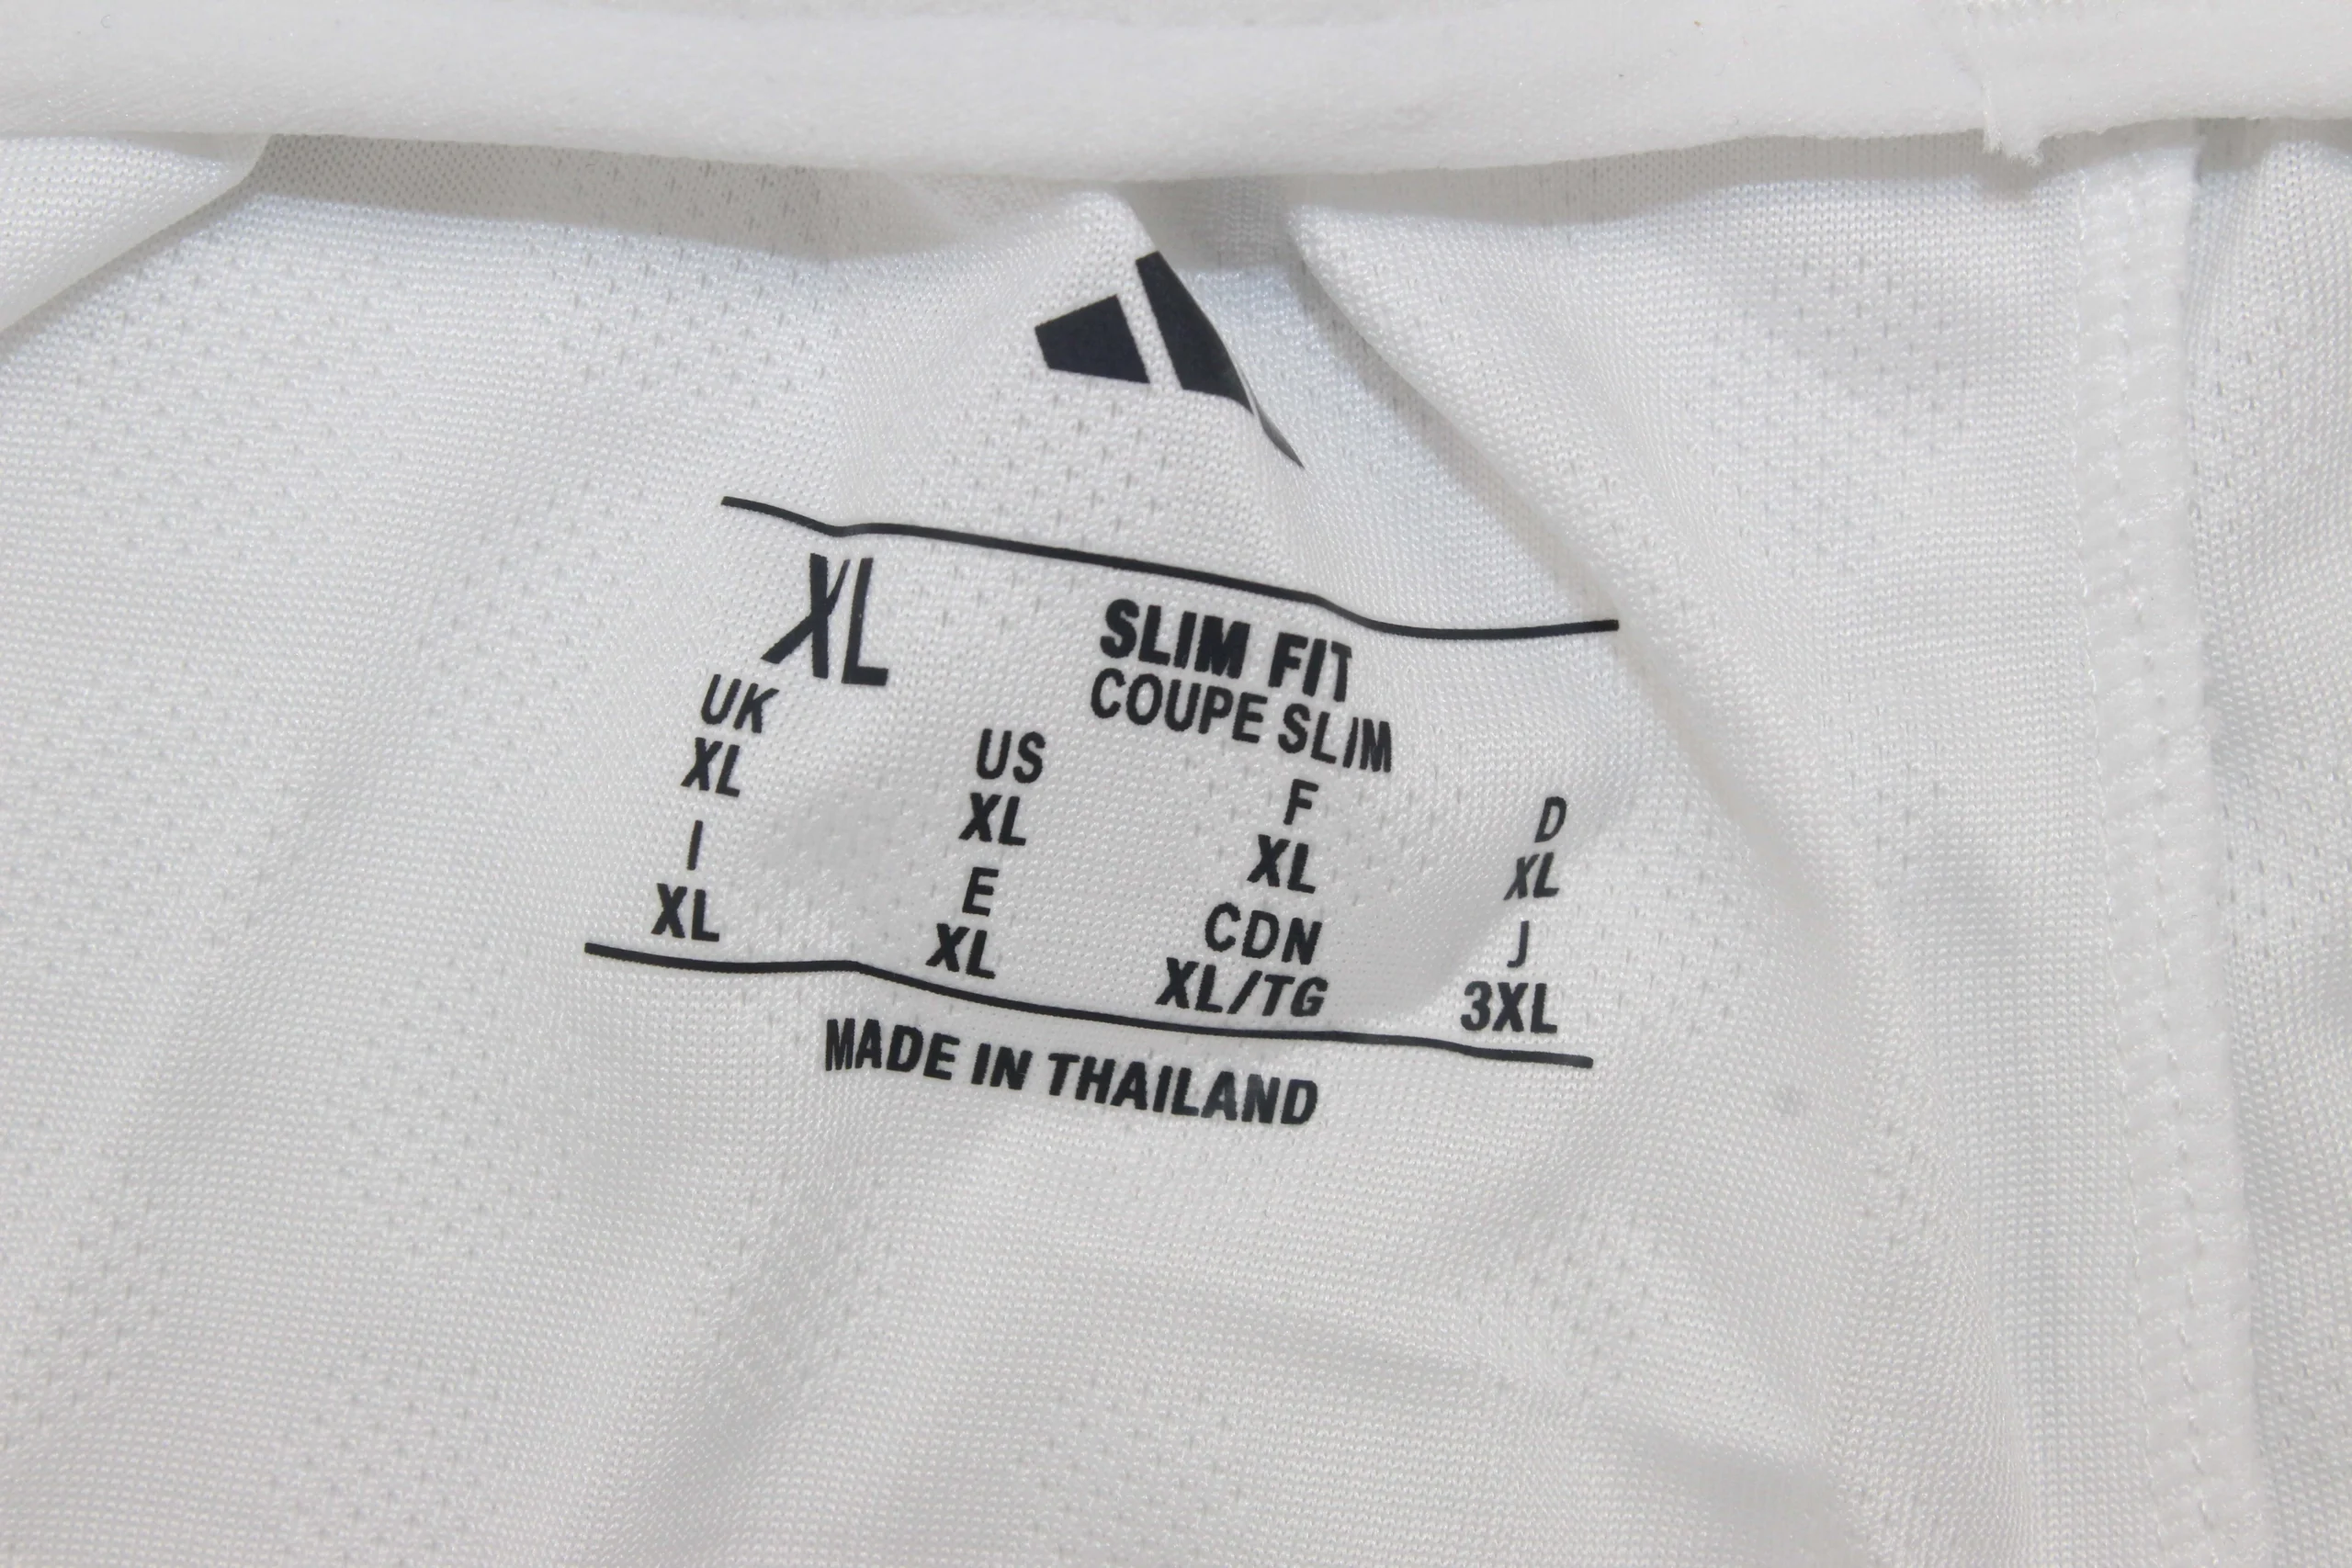 XL SLIM FIT
COUPE SLIM
UK US F D
XL XL XL XL
I E CDN J
XL XL XL/TG 3XL
MADE IN THAILAND